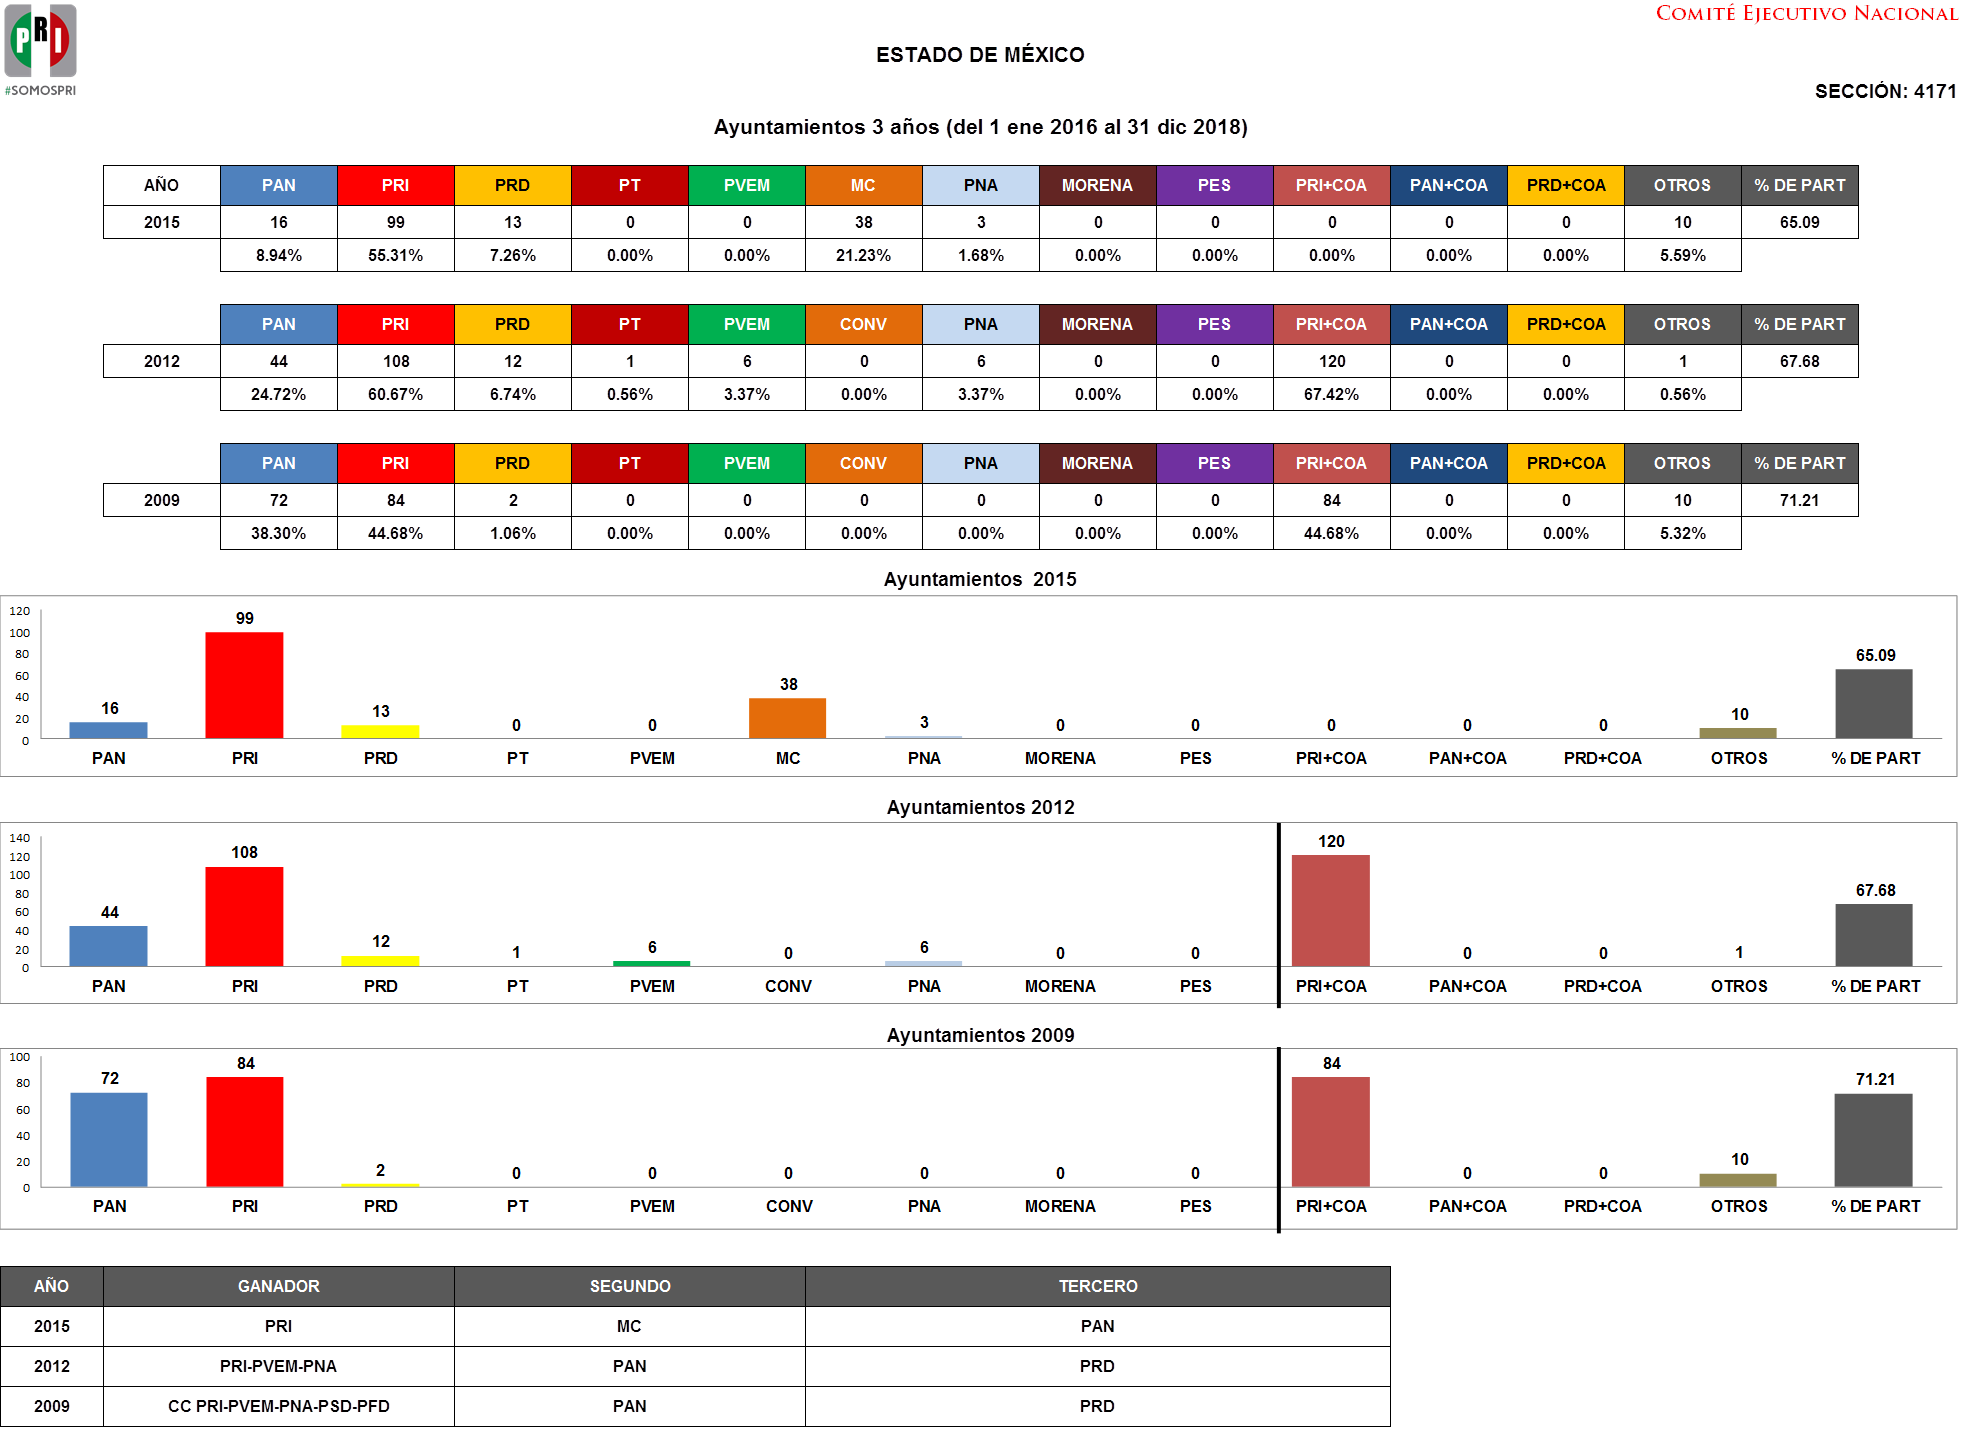 PRI
#SOMOSPRI
COMITÉ EJECUTIVO NACIONAL
ESTADO DE MÉXICO
SECCIÓN: 4171
Ayuntamientos 3 años (del 1 ene 2016 al 31 dic 2018)
AÑO PAN PRI PRD PT PVEM MC PNA MORENA PES PRI+COA PAN+COA PRD+COA OTROS % DE PART
2015 16 99 13 0 0 38 3 0 0 0 0 0 10 65.09
8.94% 55.31% 7.26% 0.00% 0.00% 21.23% 1.68% 0.00% 0.00% 0.00% 0.00% 0.00% 5.59%
PAN PRI PRD PT PVEM CONV PNA MORENA PES PRI+COA PAN+COA PRD+COA OTROS % DE PART
2012 44 108 12 1 6 0 6 0 0 120 0 0 1 67.68
24.72% 60.67% 6.74% 0.56% 3.37% 0.00% 3.37% 0.00% 0.00% 67.42% 0.00% 0.00% 0.56%
PAN PRI PRD PT PVEM CONV PNA MORENA PES PRI+COA PAN+COA PRD+COA OTROS % DE PART
2009 72 84 2 0 0 0 0 0 0 84 0 0 10 71.21
38.30% 44.68% 1.06% 0.00% 0.00% 0.00% 0.00% 0.00% 0.00% 44.68% 0.00% 0.00% 5.32%
Ayuntamientos 2015
120
100
80
60
40
20
0
16 99 13 0 0 38 3 0 0 0 0 0 10 65.09
PAN PRI PRD PT PVEM MC PNA MORENA PES PRI+COA PAN+COA PRD+COA OTROS % DE PART
Ayuntamientos 2012
140
120
100
80
60
40
20
0
44 108 12 1 6 0 6 0 0 120 0 0 1 67.68
PAN PRI PRD PT PVEM CONV PNA MORENA PES PRI+COA PAN+COA PRD+COA OTROS % DE PART
Ayuntamientos 2009
100
80
60
40
20
0
72 84 2 0 0 0 0 0 0 84 0 0 10 71.21
PAN PRI PRD PT PVEM CONV PNA MORENA PES PRI+COA PAN+COA PRD+COA OTROS % DE PART
AÑO GANADOR SEGUNDO TERCERO
2015 PRI MC PAN
2012 PRI-PVEM-PNA PAN PRD
2009 CC PRI-PVEM-PNA-PSD-PFD PAN PRD